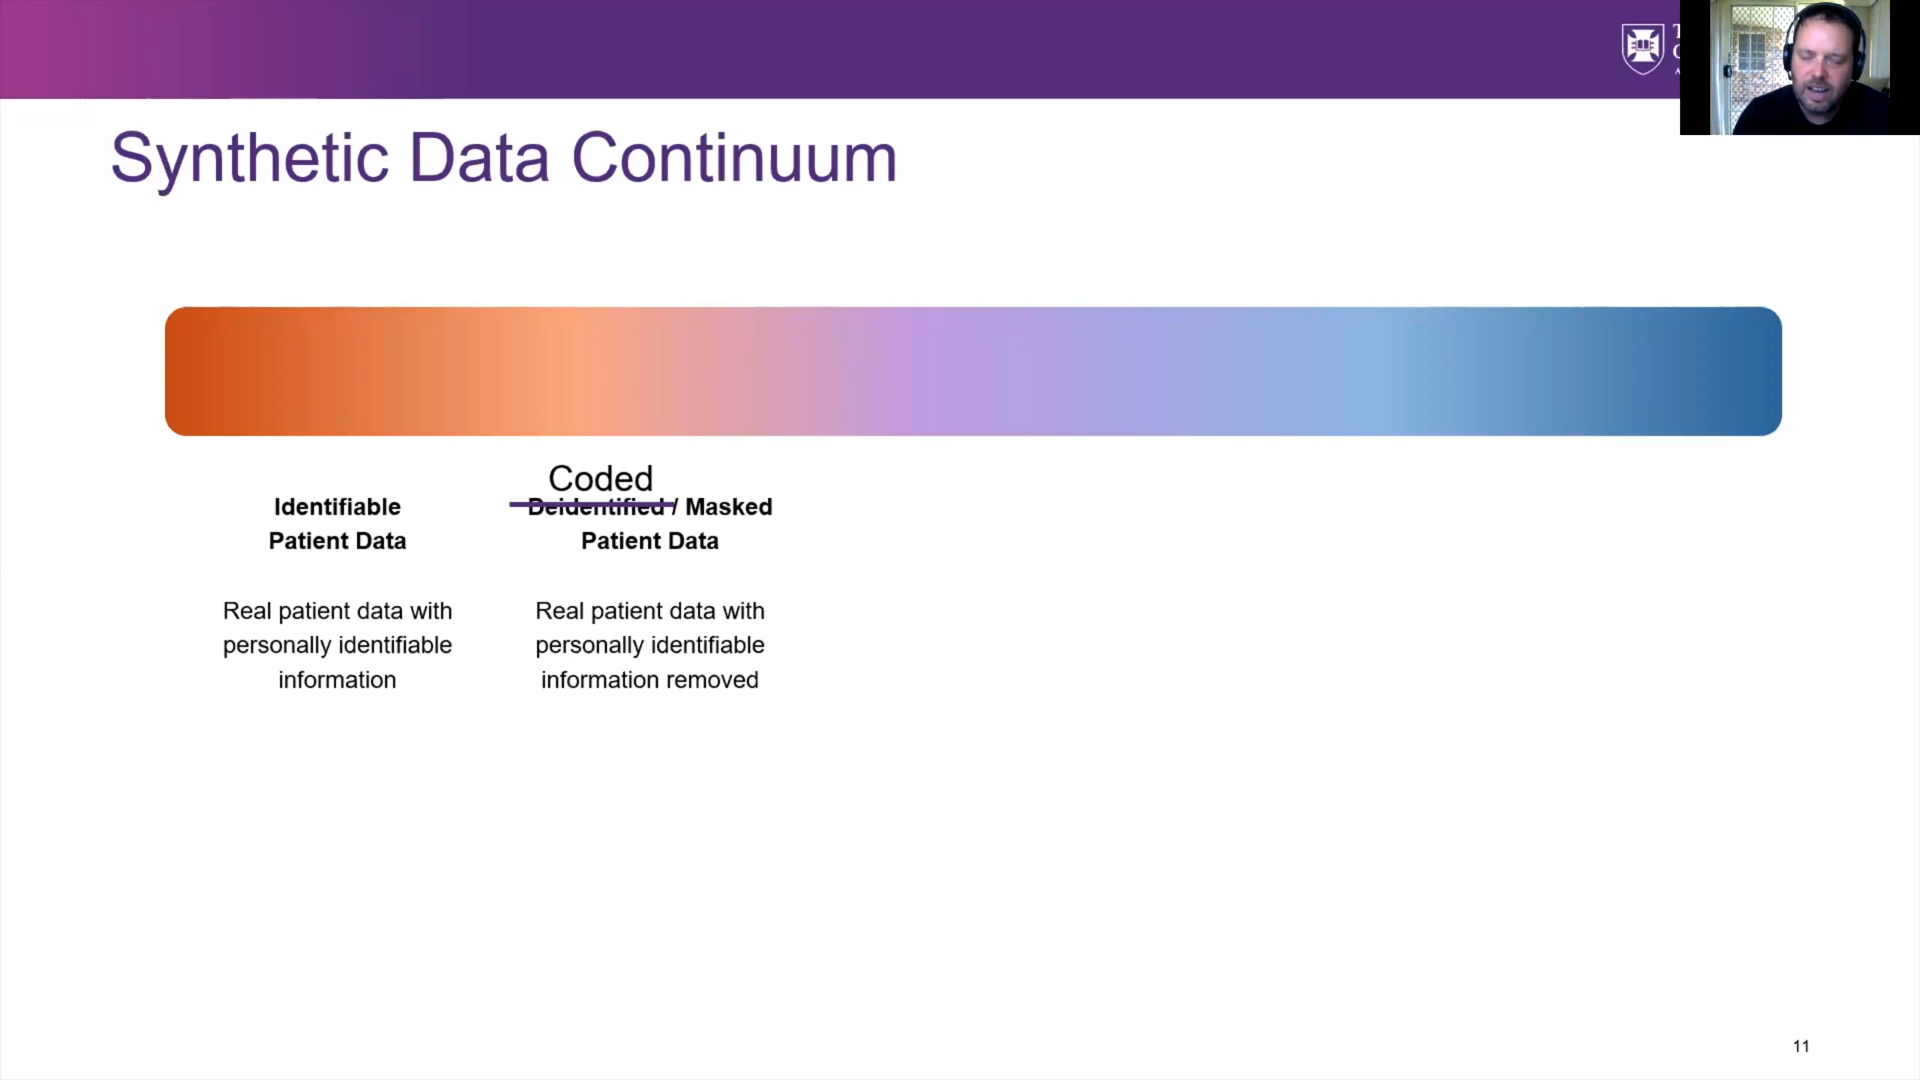 Synthetic Data Continuum
Identifiable
Patient Data
Real patient data with
personally identifiable
information
Coded
Deidentified / Masked
Patient Data
Real patient data with
personally identifiable
information removed
11